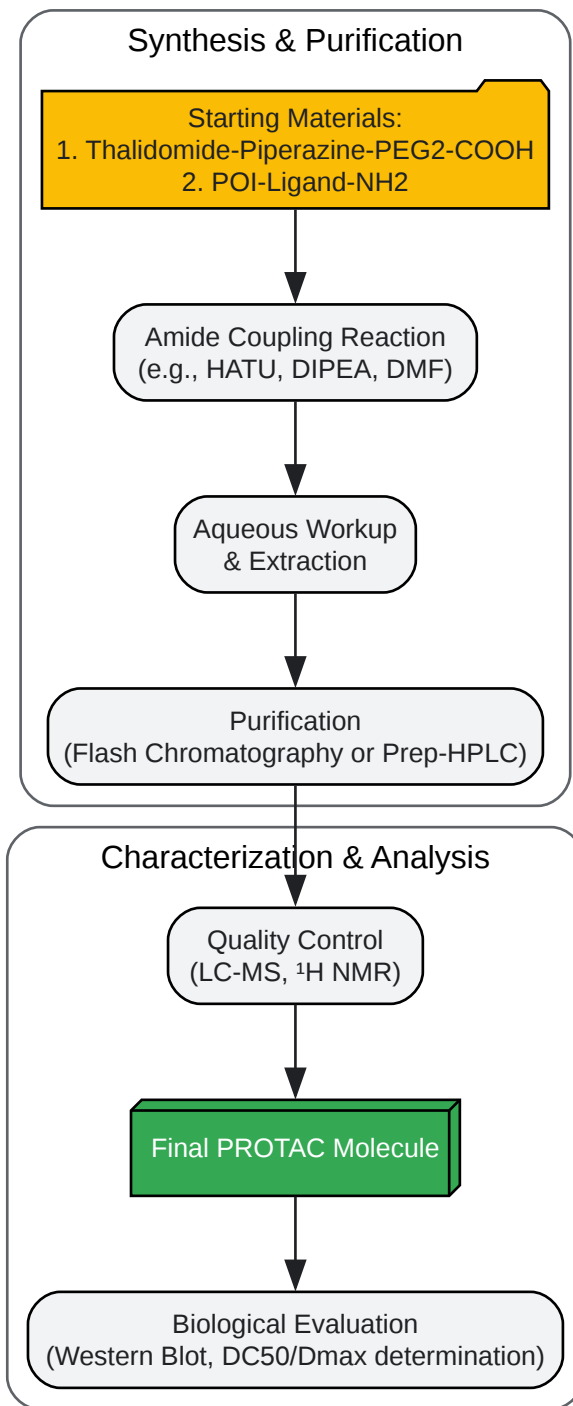 Synthesis & Purification
Starting Materials:
1. Thalidomide-Piperazine-PEG2-COOH
2. POI-Ligand-NH2
Amide Coupling Reaction
(e.g., HATU, DIPEA, DMF)
Aqueous Workup
& Extraction
Purification
(Flash Chromatography or Prep-HPLC)
Characterization & Analysis
Quality Control
(LC-MS, ¹H NMR)
Final PROTAC Molecule
Biological Evaluation
(Western Blot, DC50/Dmax determination)